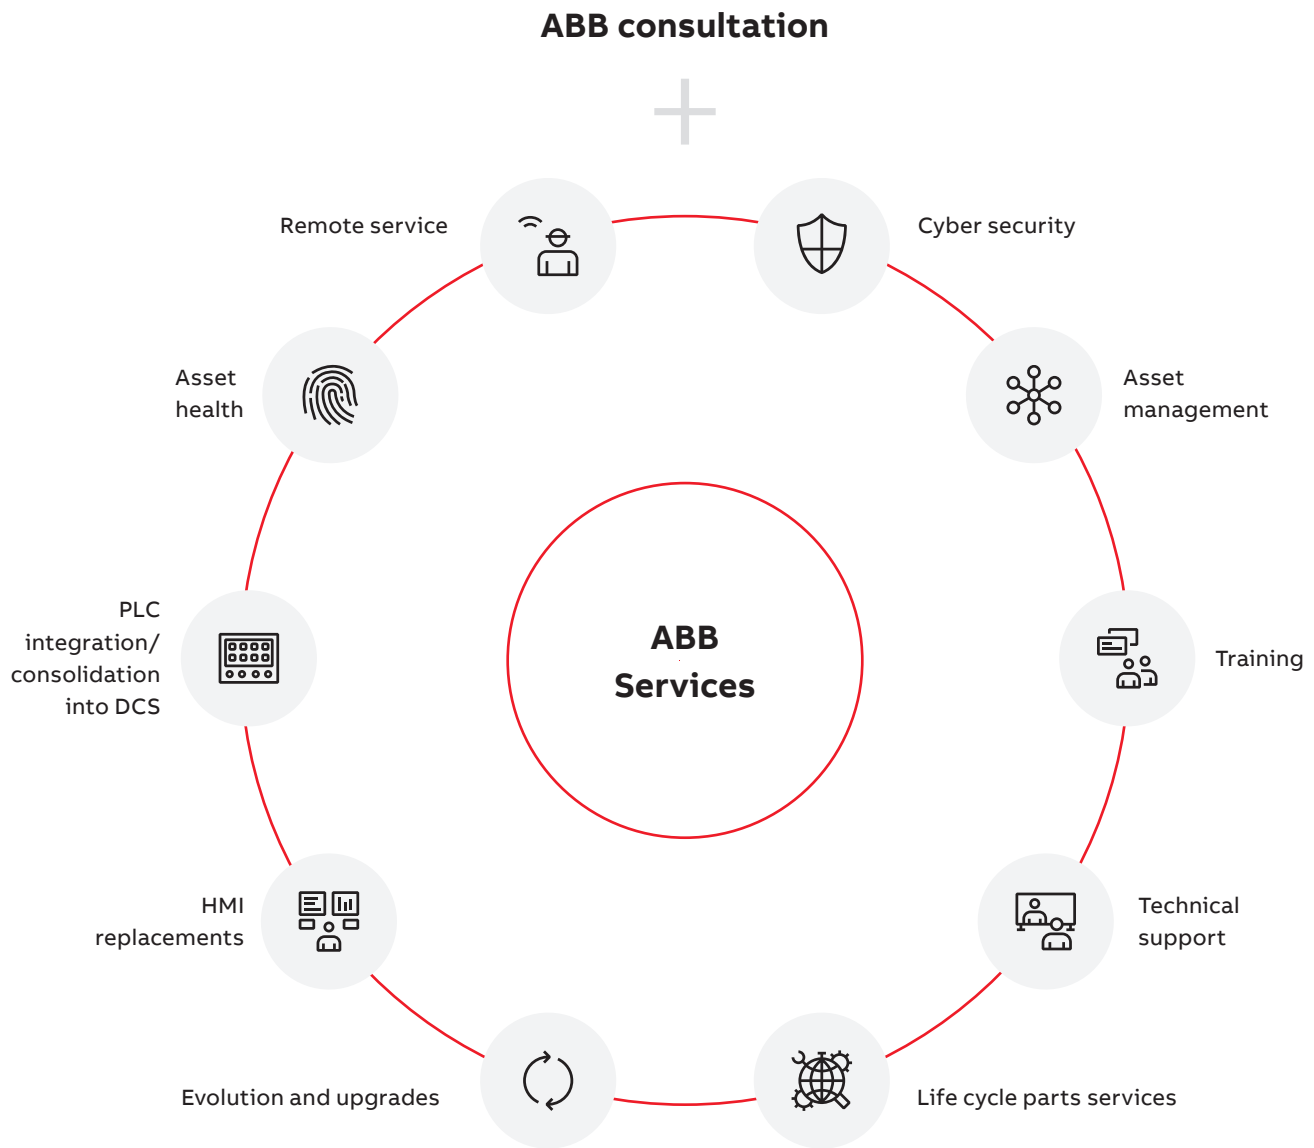 ABB consultation
Remote service
Cyber security
Asset
health
Asset
management
PLC
integration/
consolidation
into DCS
ABB
Services
Training
HMI
replacements
Technical
support
Evolution and upgrades
Life cycle parts services